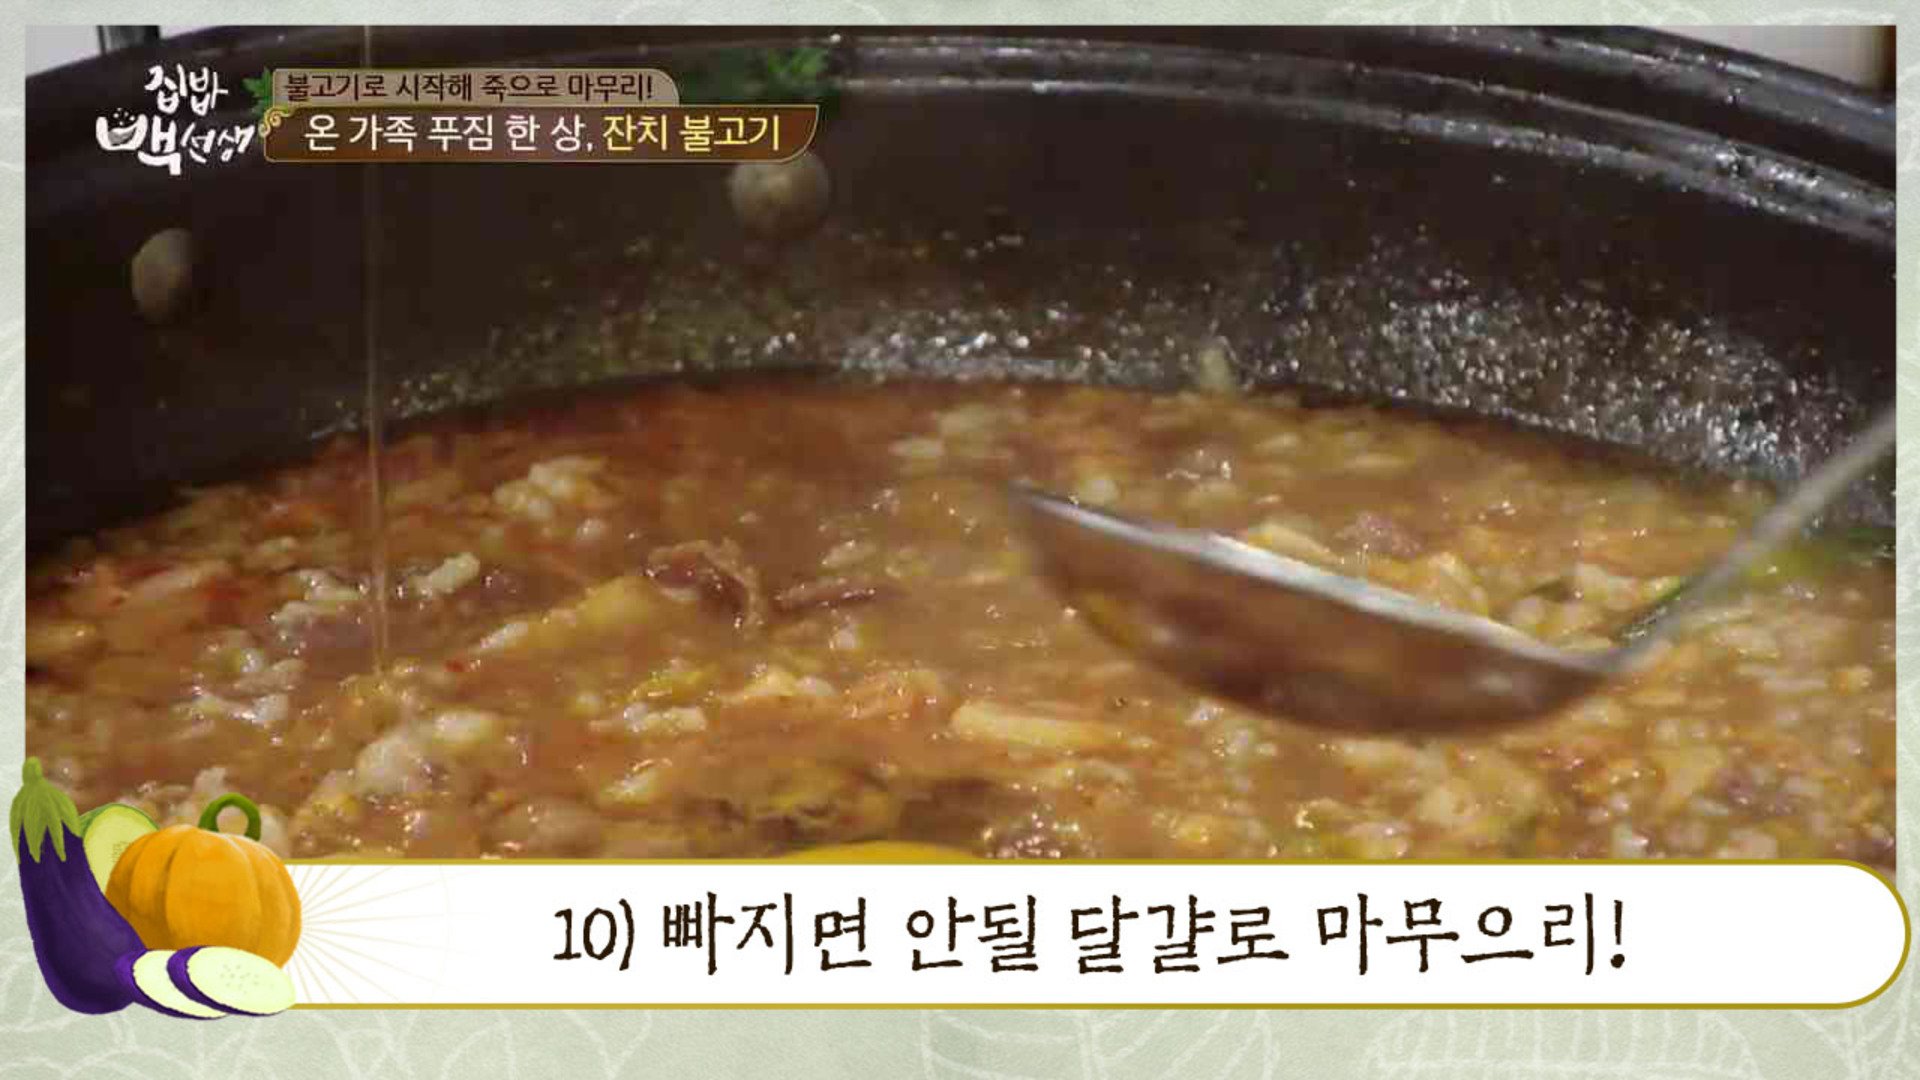 집밥
백선생
불고기로 시작해 죽으로 마무리!
온 가족 푸짐 한 상, 잔치 불고기
10) 빠지면 안될 달걀로 마무으리!